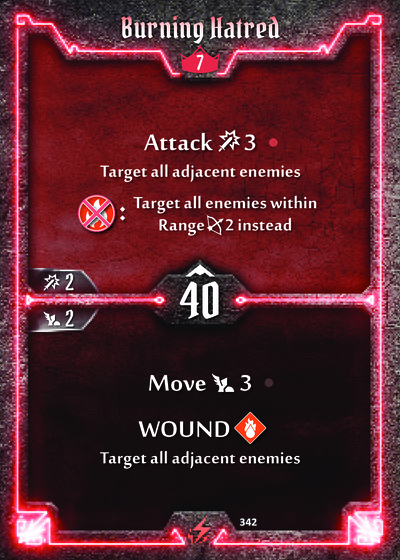 Burning Hatred
7
Attack 3
Target all adjacent enemies
: Target all enemies within
Range 2 instead
2
40
2
Move 3
WOUND
Target all adjacent enemies
342